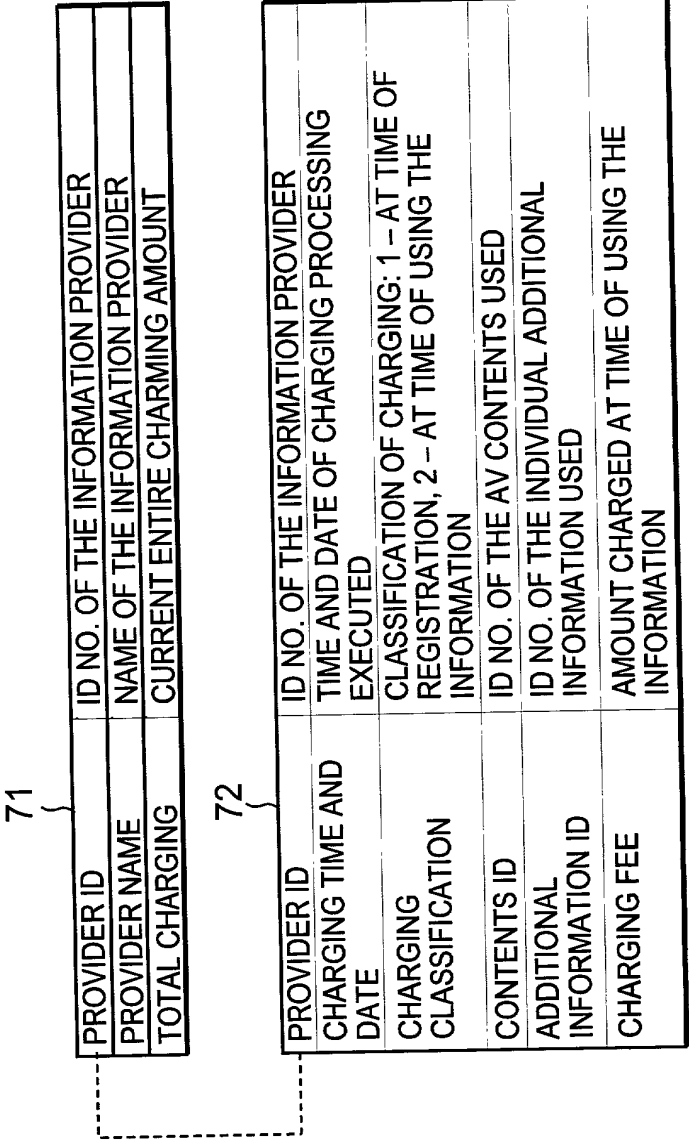 71
PROVIDER ID ID NO. OF THE INFORMATION PROVIDER
PROVIDER NAME NAME OF THE INFORMATION PROVIDER
TOTAL CHARGING CURRENT ENTIRE CHARMING AMOUNT
72
PROVIDER ID ID NO. OF THE INFORMATION PROVIDER
CHARGING TIME AND TIME AND DATE OF CHARGING PROCESSING
DATE EXECUTED
CHARGING CLASSIFICATION OF CHARGING: 1 – AT TIME OF
CLASSIFICATION REGISTRATION, 2 – AT TIME OF USING THE
INFORMATION
CONTENTS ID ID NO. OF THE AV CONTENTS USED
ADDITIONAL ID NO. OF THE INDIVIDUAL ADDITIONAL
INFORMATION ID INFORMATION USED
CHARGING FEE AMOUNT CHARGED AT TIME OF USING THE
INFORMATION